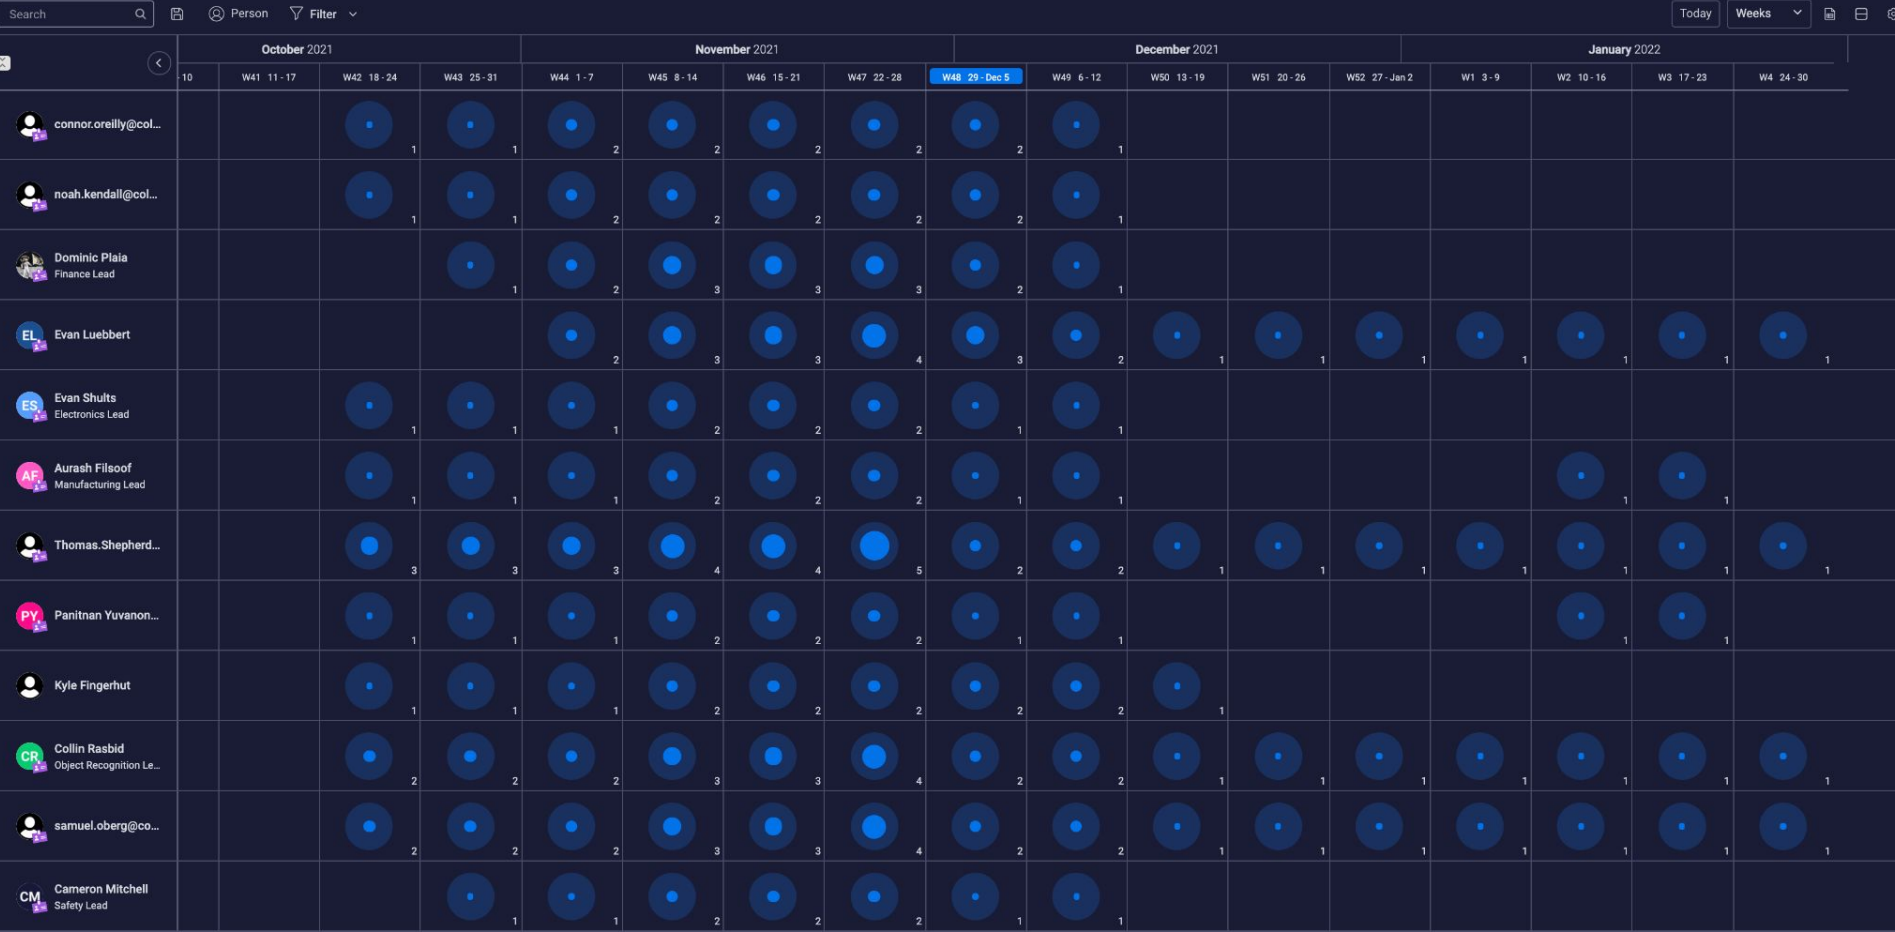 Search Person Filter Today Weeks
October 2021 November 2021 December 2021 January 2022
- 10 W41 11 - 17 W42 18 - 24 W43 25 - 31 W44 1 - 7 W45 8 - 14 W46 15 - 21 W47 22 - 28 W48 29 - Dec 5 W49 6 - 12 W50 13 - 19 W51 20 - 26 W52 27 - Jan 2 W1 3 - 9 W2 10 - 16 W3 17 - 23 W4 24 - 30
connor.oreilly@col...
1 1 2 2 2 2 2 1
noah.kendall@col...
1 1 2 2 2 2 2 1
Dominic Plaia
Finance Lead
1 2 3 3 3 2 1
EL Evan Luebbert
2 3 3 4 3 2 1 1 1 1 1 1 1
Evan Shults
ES
Electronics Lead
1 1 1 2 2 2 1 1
Aurash Filsoof
AF
Manufacturing Lead
1 1 1 2 2 2 1 1 1 1
Thomas.Shepherd...
3 3 3 4 4 5 2 2 1 1 1 1 1 1 1
PY Panitnan Yuvanon...
1 1 1 2 2 2 1 1 1 1
Kyle Fingerhut
1 1 1 2 2 2 2 2 1
Collin Rasbid
CR
Object Recognition Le...
2 2 2 3 3 4 2 2 1 1 1 1 1 1 1
samuel.oberg@co...
2 2 2 3 3 4 2 2 1 1 1 1 1 1 1
Cameron Mitchell
CM
Safety Lead
1 1 2 2 2 1 1